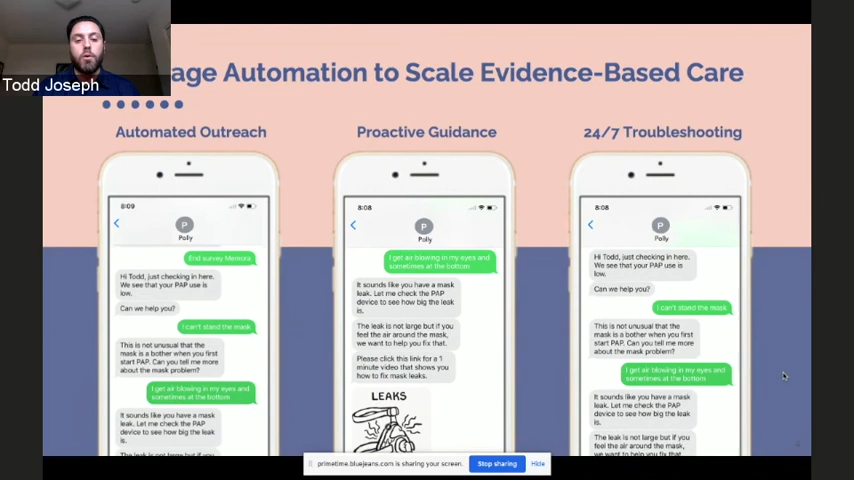 Todd Joseph
age Automation to Scale Evidence-Based Care
Automated Outreach
8:09
P
Polly
End survey Memora
Hi Todd, just checking in here.
We see that your PAP use is
low.
Can we help you?
I can't stand the mask
This is not unusual that the
mask is a bother when you first
start PAP. Can you tell me more
about the mask problem?
I get air blowing in my eyes and
sometimes at the bottom
It sounds like you have a mask
leak. Let me check the PAP
device to see how big the leak
is.
The leak is not large but if you
Proactive Guidance
8:08
P
Polly
I get air blowing in my eyes and
sometimes at the bottom
It sounds like you have a mask
leak. Let me check the PAP
device to see how big the leak
is.
The leak is not large but if you
feel the air around the mask,
we want to help you fix that.
Please click this link for a 1
minute video that shows you
how to fix mask leaks.
LEAKS
24/7 Troubleshooting
8:08
P
Polly
Hi Todd, just checking in here.
We see that your PAP use is
low.
Can we help you?
I can't stand the mask
This is not unusual that the
mask is a bother when you first
start PAP. Can you tell me more
about the mask problem?
I get air blowing in my eyes and
sometimes at the bottom
It sounds like you have a mask
leak. Let me check the PAP
device to see how big the leak
is.
The leak is not large but if you
feel the air around the mask,
we want to help you fix that.
primetime.bluejeans.com is sharing your screen.
Stop sharing
Hide